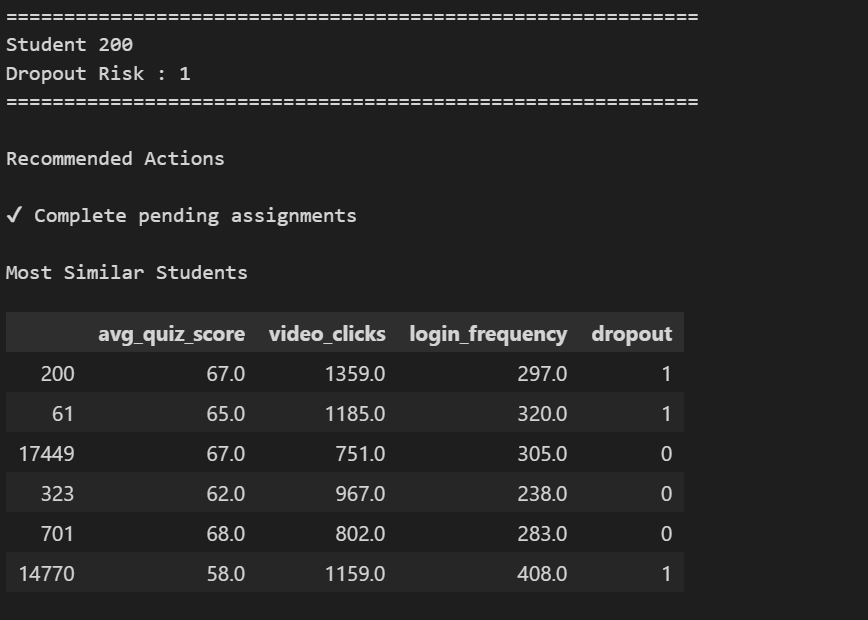 ============================================================
Student 200
Dropout Risk : 1
============================================================
Recommended Actions
✓ Complete pending assignments
Most Similar Students
avg_quiz_score video_clicks login_frequency dropout
200 67.0 1359.0 297.0 1
61 65.0 1185.0 320.0 1
17449 67.0 751.0 305.0 0
323 62.0 967.0 238.0 0
701 68.0 802.0 283.0 0
14770 58.0 1159.0 408.0 1